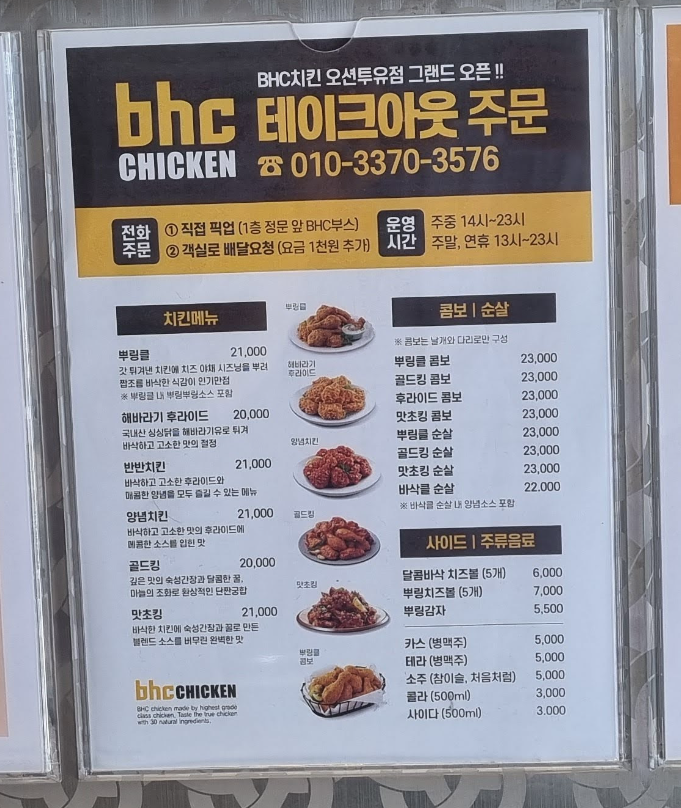 BHC치킨 오션투유점 그랜드 오픈 !!
bhc
CHICKEN
테이크아웃 주문
☎ 010-3370-3576
전화
주문
① 직접 픽업 (1층 정문 앞 BHC부스)
② 객실로 배달요청 (요금 1천원 추가)
운영
시간
주중 14시~23시
주말, 연휴 13시~23시
치킨메뉴
뿌링클 21,000
갓 튀겨낸 치킨에 치즈 야채 시즈닝을 뿌려
짭조름 바삭한 식감이 인기만점
※ 뿌링클 내 뿌링뿌링소스 포함
해바라기 후라이드 20,000
국내산 싱싱닭을 해바라기유로 튀겨
바삭하고 고소한 맛의 절정
반반치킨 21,000
바삭하고 고소한 후라이드와
매콤한 양념을 모두 즐길 수 있는 메뉴
양념치킨 21,000
바삭하고 고소한 맛의 후라이드에
매콤한 소스를 입힌 맛
골드킹 20,000
깊은 맛의 숙성간장과 달콤한 꿀,
마늘의 조화로 환상적인 단짠궁합
맛초킹 21,000
바삭한 치킨에 숙성간장과 꿀로 만든
블렌드 소스를 버무린 완벽한 맛
bhc CHICKEN
BHC chicken made by highest grade
class chicken. Taste the true chicken
with 30 natural ingredients.
뿌링클
해바라기
후라이드
양념치킨
골드킹
맛초킹
뿌링클
콤보
콤보 | 순살
※ 콤보는 날개와 다리로만 구성
뿌링클 콤보 23,000
골드킹 콤보 23,000
후라이드 콤보 23,000
맛초킹 콤보 23,000
뿌링클 순살 23,000
골드킹 순살 23,000
맛초킹 순살 23,000
바삭클 순살 22.000
※ 바삭클 순살 내 양념소스 포함
사이드 | 주류음료
달콤바삭 치즈볼 (5개) 6,000
뿌링치즈볼 (5개) 7,000
뿌링감자 5,500
카스 (병맥주) 5,000
테라 (병맥주) 5,000
소주 (참이슬, 처음처럼) 5,000
콜라 (500ml) 3,000
사이다 (500ml) 3.000